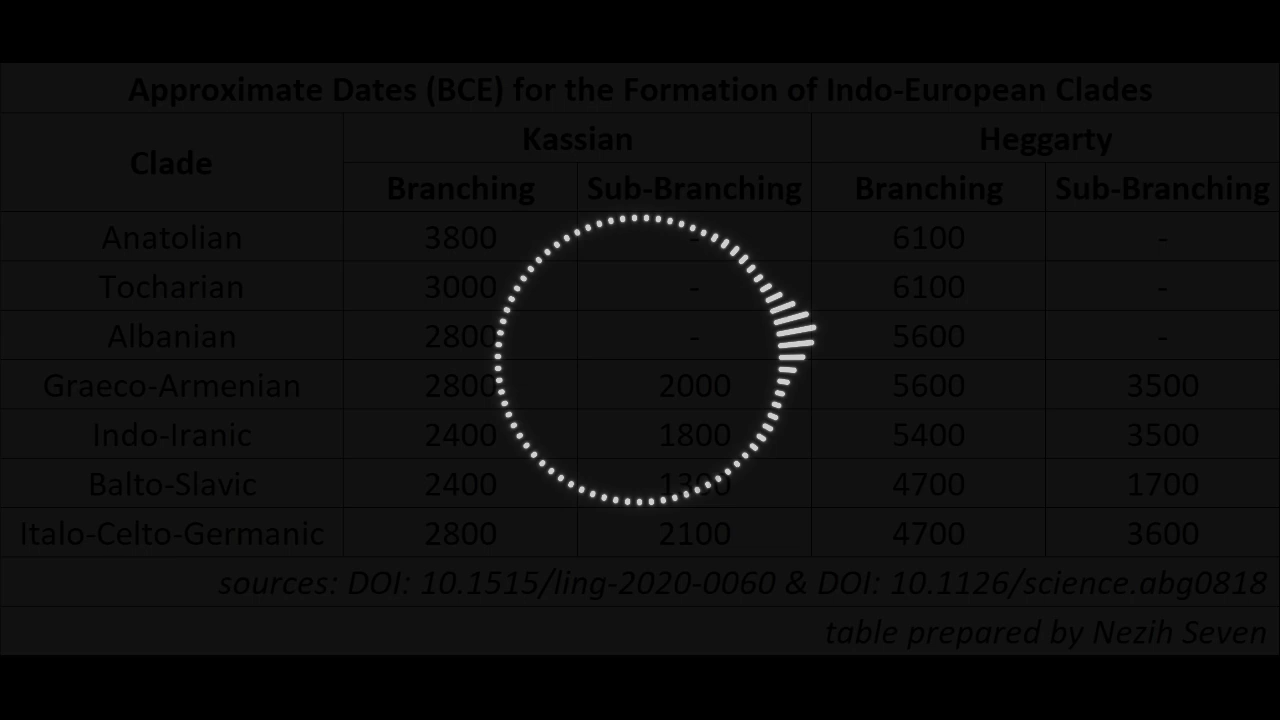 Approximate Dates (BCE) for the Formation of Indo-European Clades
Clade Kassian Heggarty
Branching Sub-Branching Branching Sub-Branching
Anatolian 3800 - 6100 -
Tocharian 3000 - 6100 -
Albanian 2800 - 5600 -
Graeco-Armenian 2800 2000 5600 3500
Indo-Iranic 2400 1800 5400 3500
Balto-Slavic 2400 1390 4700 1700
Italo-Celto-Germanic 2800 2100 4700 3600
sources: DOI: 10.1515/ling-2020-0060 & DOI: 10.1126/science.abg0818
table prepared by Nezih Seven